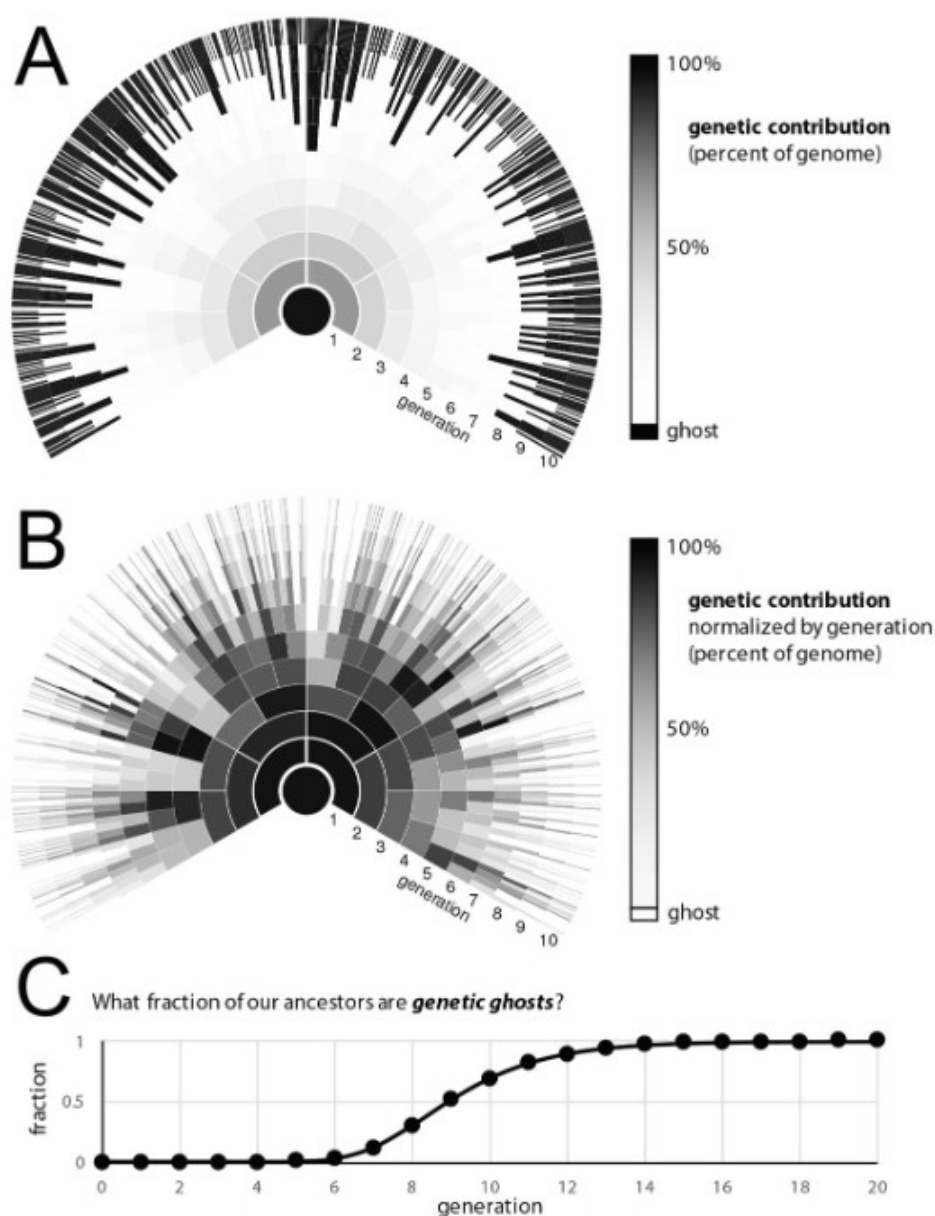 A
100%
genetic contribution
(percent of genome)
50%
ghost
1
2
3
4
5
6
7
8
9
10
generation
B
100%
genetic contribution
normalized by generation
(percent of genome)
50%
ghost
1
2
3
4
5
6
7
8
9
10
generation
C
What fraction of our ancestors are genetic ghosts?
1
0.5
0
fraction
0 2 4 6 8 10 12 14 16 18 20
generation